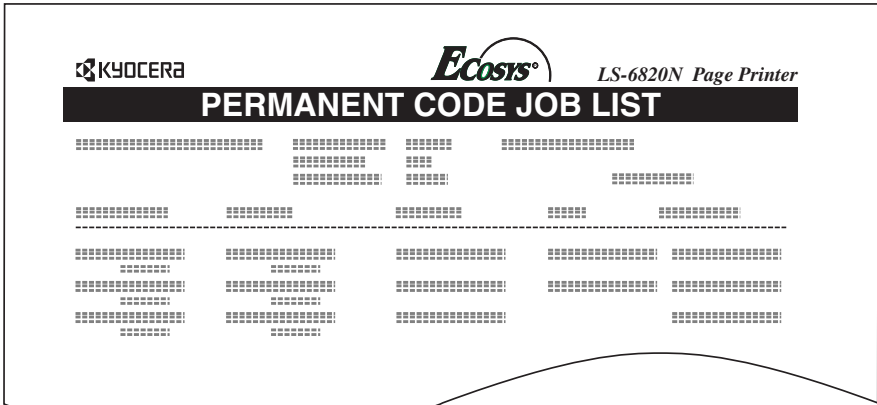 KYOCERA ECOSYS® LS-6820N Page Printer
PERMANENT CODE JOB LIST